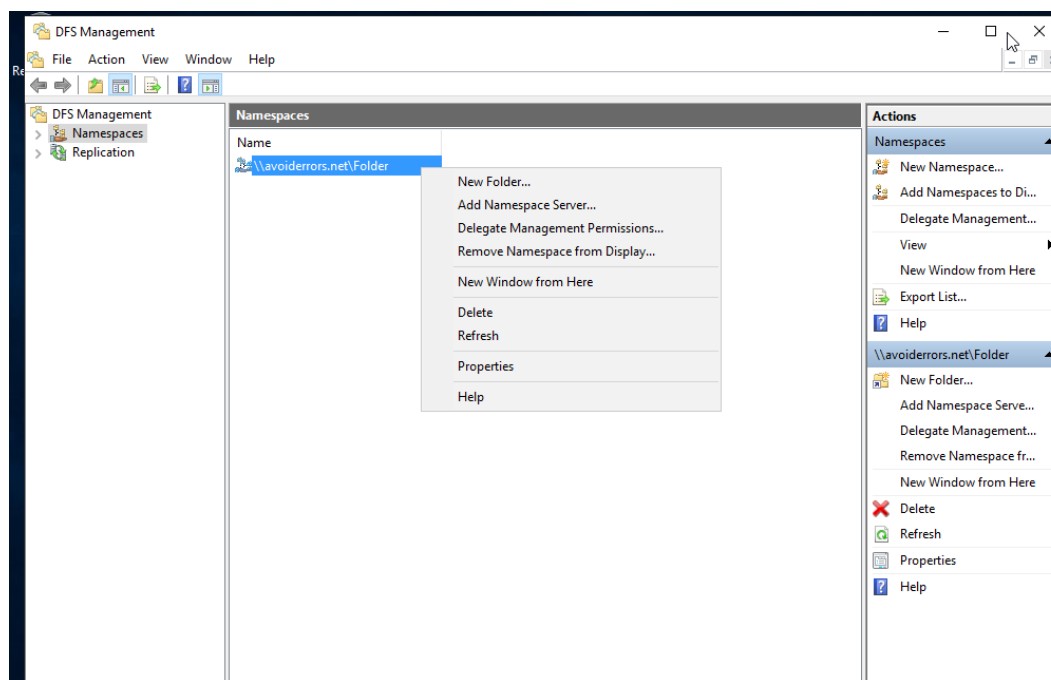 DFS Management
File Action View Window Help
DFS Management
Namespaces
Replication
Namespaces
Name
\\avoiderrors.net\Folder
New Folder...
Add Namespace Server...
Delegate Management Permissions...
Remove Namespace from Display...
New Window from Here
Delete
Refresh
Properties
Help
Actions
Namespaces
New Namespace...
Add Namespaces to Di...
Delegate Management...
View
New Window from Here
Export List...
Help
\\avoiderrors.net\Folder
New Folder...
Add Namespace Serve...
Delegate Management...
Remove Namespace fr...
New Window from Here
Delete
Refresh
Properties
Help